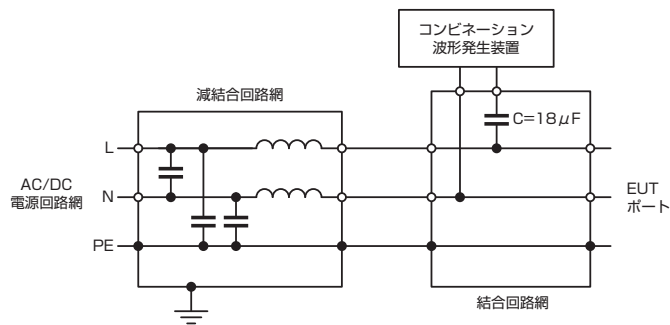 コンビネーション
波形発生装置
減結合回路網
C=18μF
L
AC/DC
電源回路網
N
EUT
ポート
PE
結合回路網